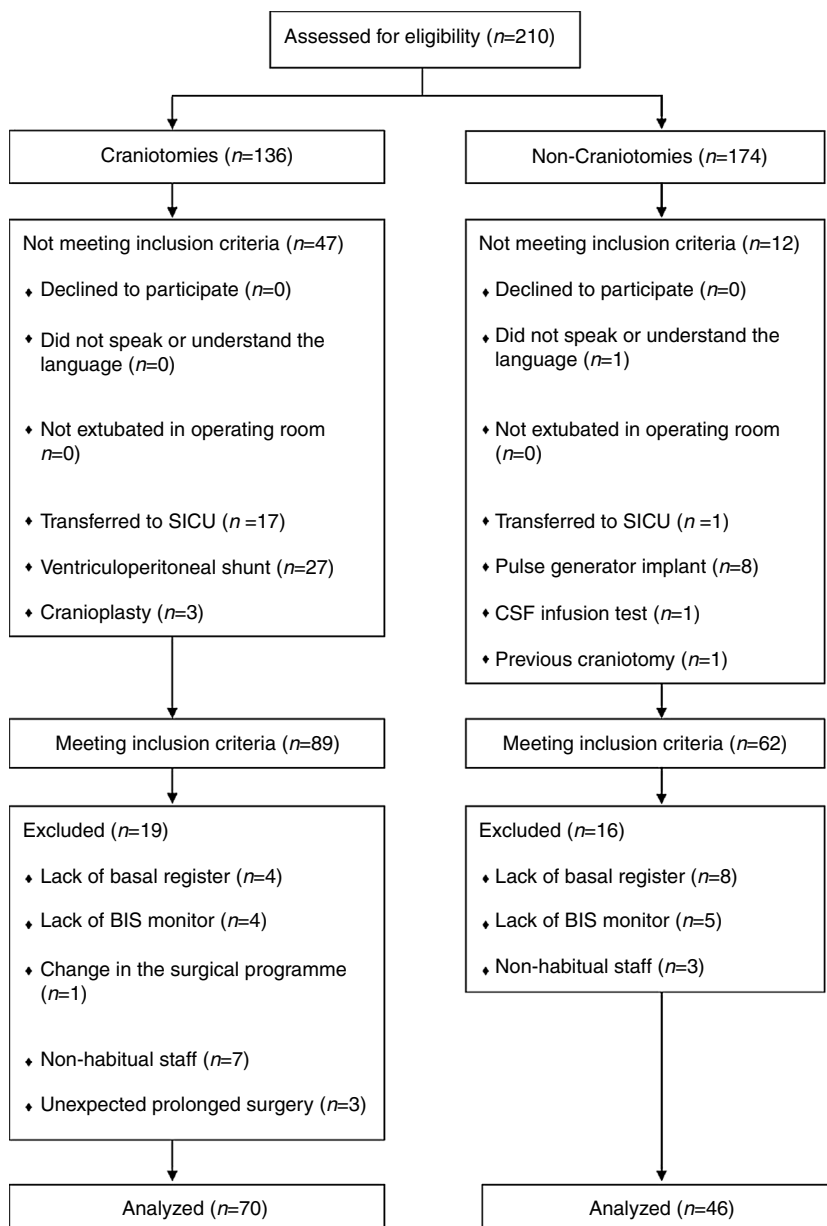 Assessed for eligibility (n=210)
Craniotomies (n=136)
Not meeting inclusion criteria (n=47)
♦ Declined to participate (n=0)
♦ Did not speak or understand the
language (n=0)
♦ Not extubated in operating room
n=0)
♦ Transferred to SICU (n =17)
♦ Ventriculoperitoneal shunt (n=27)
♦ Cranioplasty (n=3)
Meeting inclusion criteria (n=89)
Excluded (n=19)
♦ Lack of basal register (n=4)
♦ Lack of BIS monitor (n=4)
♦ Change in the surgical programme
(n=1)
♦ Non-habitual staff (n=7)
♦ Unexpected prolonged surgery (n=3)
Analyzed (n=70)
Non-Craniotomies (n=174)
Not meeting inclusion criteria (n=12)
♦ Declined to participate (n=0)
♦ Did not speak or understand the
language (n=1)
♦ Not extubated in operating room
(n=0)
♦ Transferred to SICU (n=1)
♦ Pulse generator implant (n=8)
♦ CSF infusion test (n=1)
♦ Previous craniotomy (n=1)
Meeting inclusion criteria (n=62)
Excluded (n=16)
♦ Lack of basal register (n=8)
♦ Lack of BIS monitor (n=5)
♦ Non-habitual staff (n=3)
Analyzed (n=46)